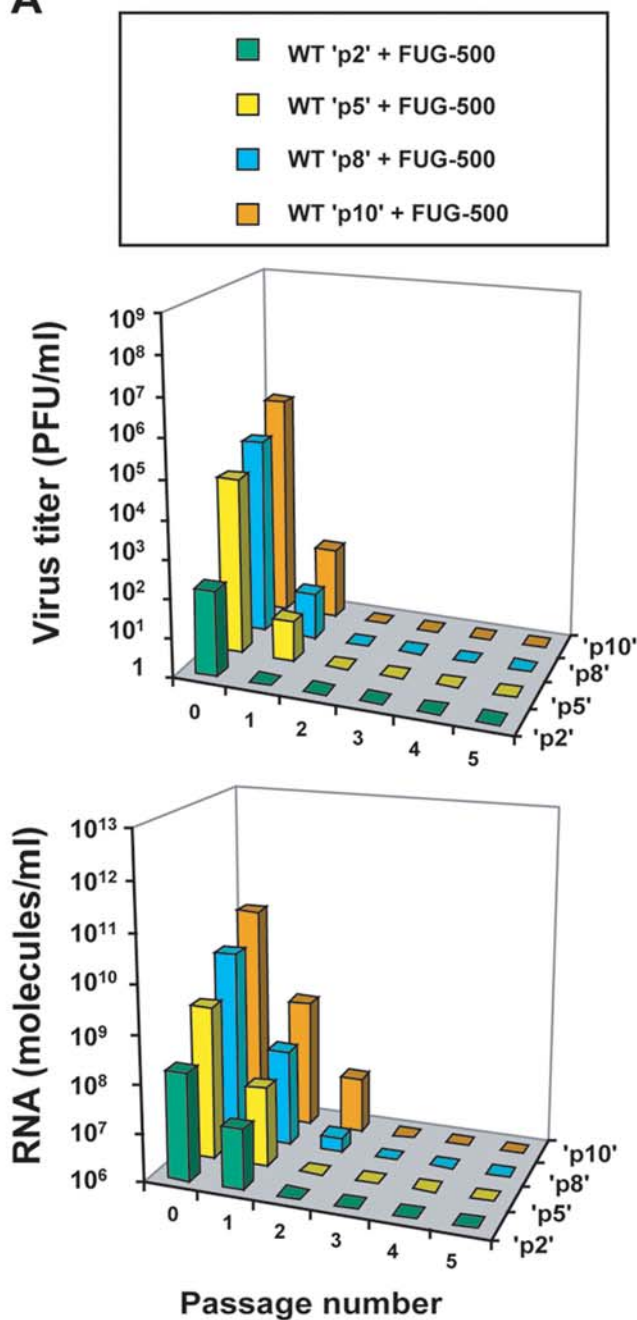 A
WT 'p2' + FUG-500
WT 'p5' + FUG-500
WT 'p8' + FUG-500
WT 'p10' + FUG-500
Virus titer (PFU/ml)
10⁹
10⁸
10⁷
10⁶
10⁵
10⁴
10³
10²
10¹
1
0
1
2
3
4
5
'p10'
'p8'
'p5'
'p2'
RNA (molecules/ml)
10¹³
10¹²
10¹¹
10¹⁰
10⁹
10⁸
10⁷
10⁶
0
1
2
3
4
5
'p10'
'p8'
'p5'
'p2'
Passage number